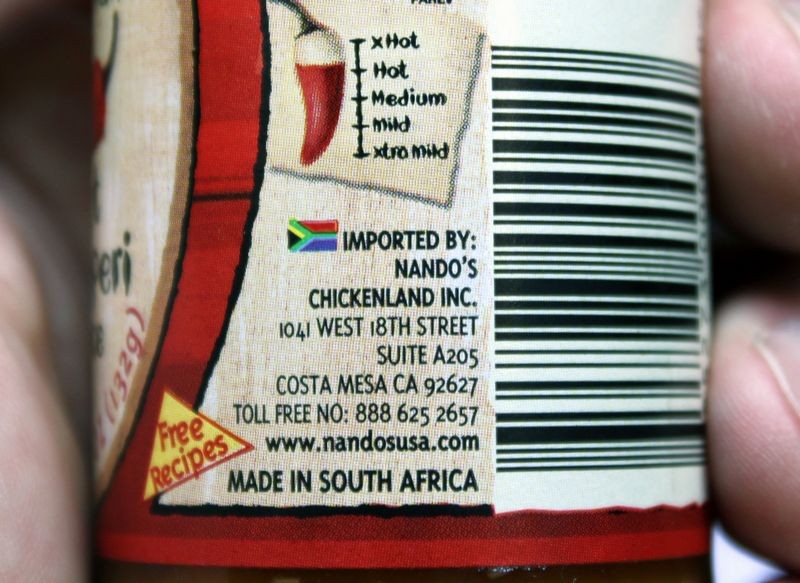 xHot
Hot
Medium
mild
xtra mild
IMPORTED BY:
NANDO'S
CHICKENLAND INC.
1041 WEST 18TH STREET
SUITE A205
COSTA MESA CA 92627
TOLL FREE NO: 888 625 2657
www.nandosusa.com
MADE IN SOUTH AFRICA
(132g)
Free
Recipes